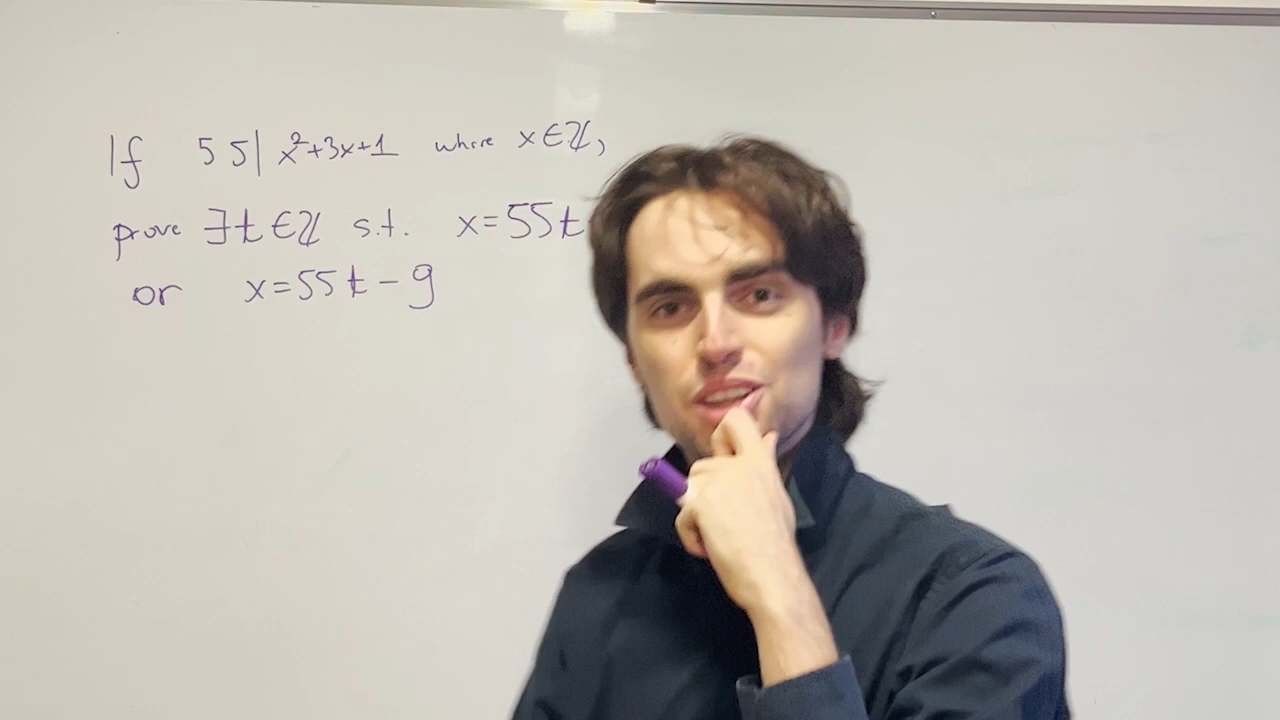 If 55| x²+3x+1 where x∈ℤ,
prove ∃t∈ℤ s.t. x=55t
or x=55t-9